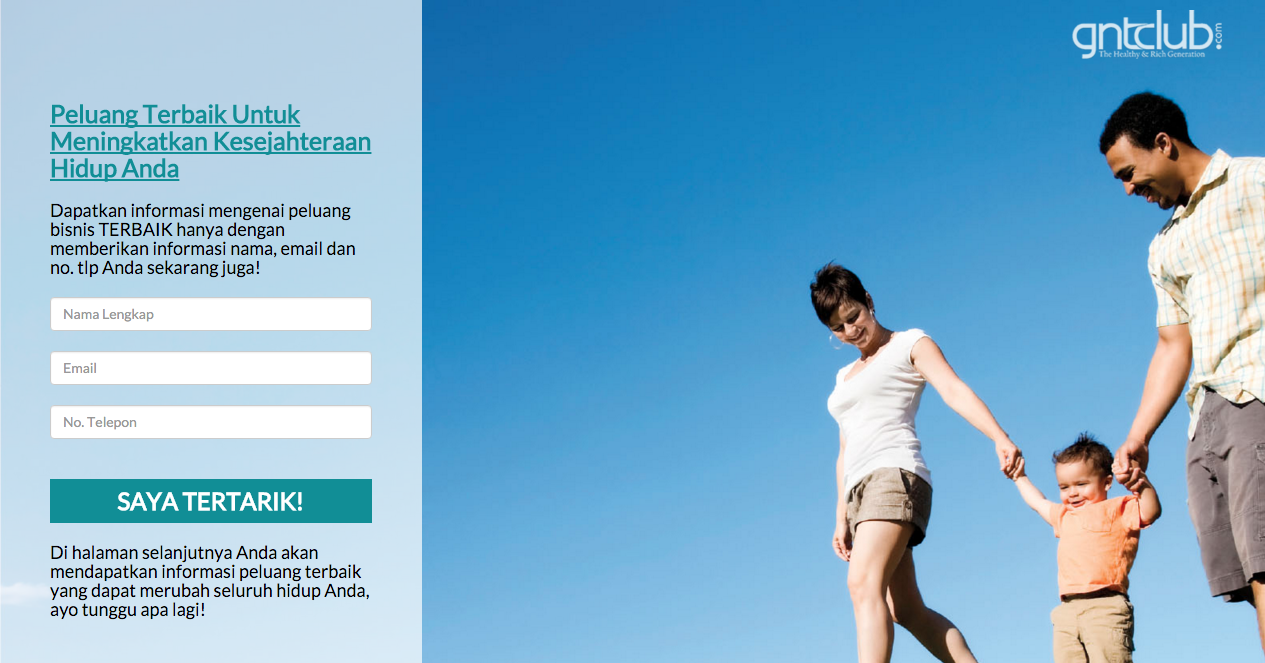 gntclub.com
The Healthy & Rich Generation
Peluang Terbaik Untuk
Meningkatkan Kesejahteraan
Hidup Anda
Dapatkan informasi mengenai peluang
bisnis TERBAIK hanya dengan
memberikan informasi nama, email dan
no. tlp Anda sekarang juga!
Nama Lengkap
Email
No. Telepon
SAYA TERTARIK!
Di halaman selanjutnya Anda akan
mendapatkan informasi peluang terbaik
yang dapat merubah seluruh hidup Anda,
ayo tunggu apa lagi!